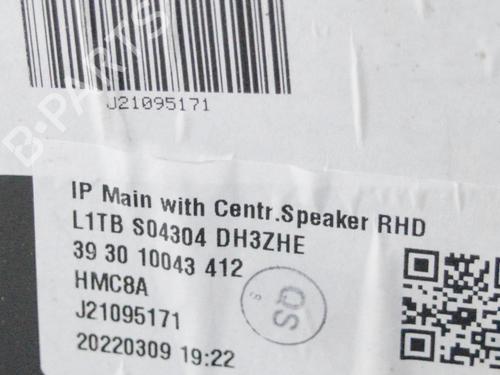 J21095171
IP Main with Centr.Speaker RHD
L1TB S04304 DH3ZHE
39 30 10043 412
HMC8A
SQ
J21095171
20220309 19:22
B-PARTS